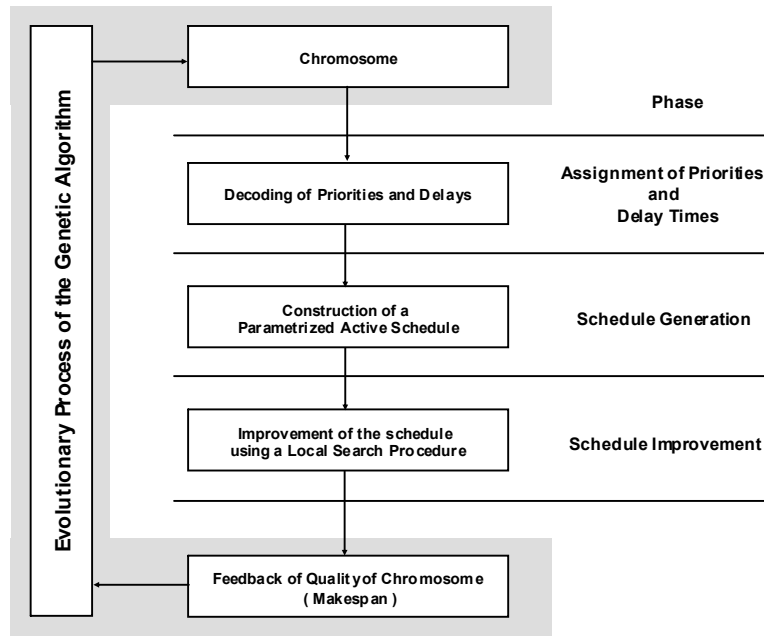 Evolutionary Process of the Genetic Algorithm
Chromosome
Phase
Decoding of Priorities and Delays
Assignment of Priorities
and
Delay Times
Construction of a
Parametrized Active Schedule
Schedule Generation
Improvement of the schedule
using a Local Search Procedure
Schedule Improvement
Feedback of Quality of Chromosome
( Makespan )